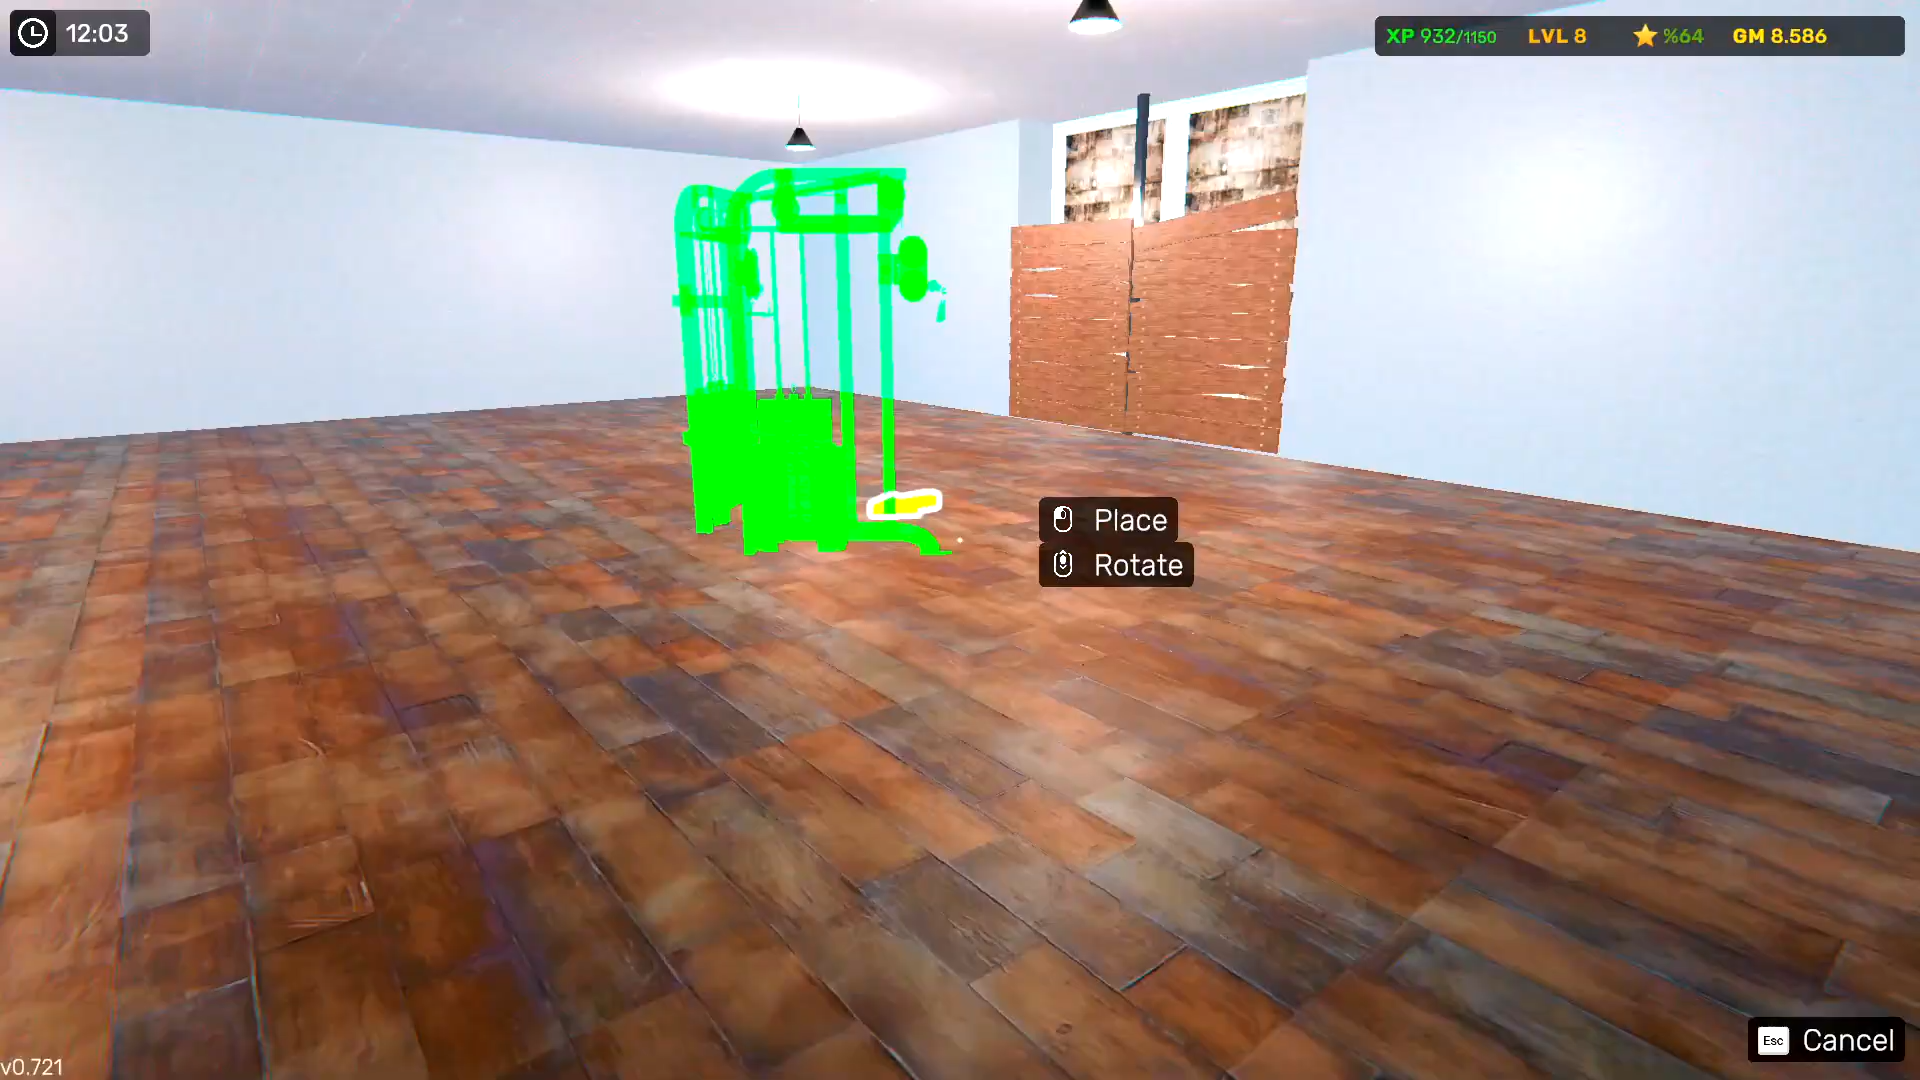 12:03
XP 932/1150 LVL 8 %64 GM 8.586
Place
Rotate
Esc Cancel
v0.721